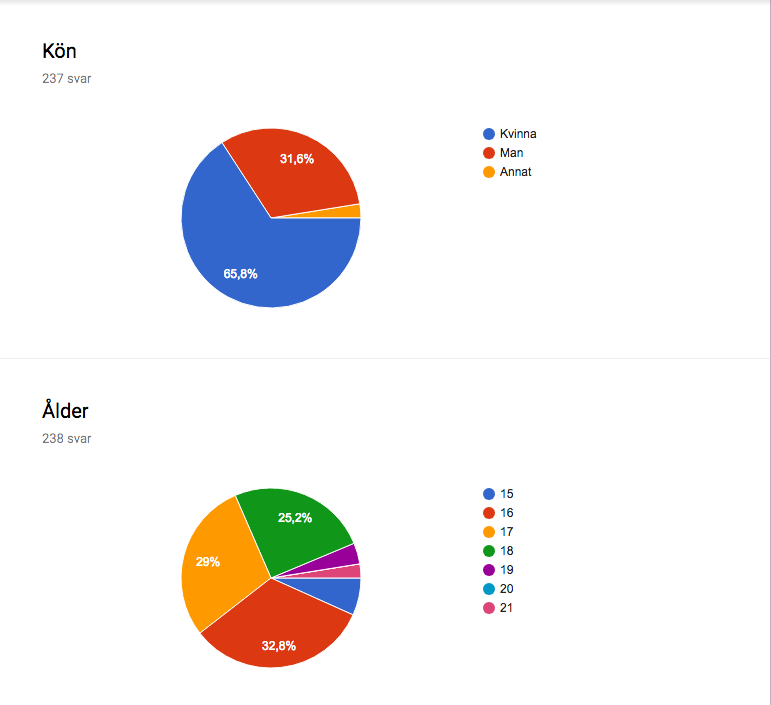 Kön
237 svar
31,6%
65,8%
Kvinna
Man
Annat
Ålder
238 svar
25,2%
29%
32,8%
15
16
17
18
19
20
21